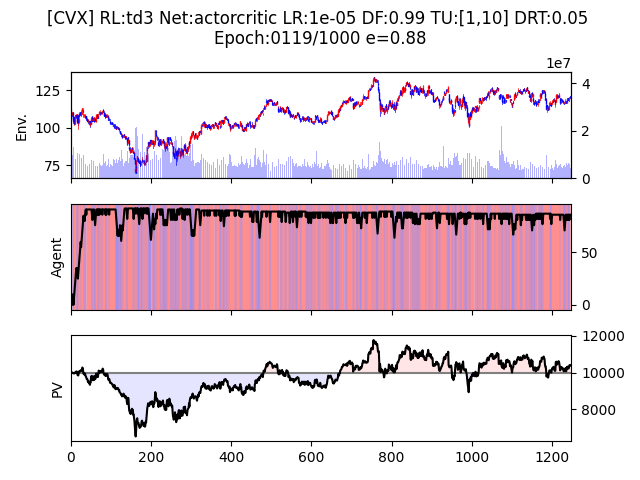 [CVX] RL:td3 Net:actorcritic LR:1e-05 DF:0.99 TU:[1,10] DRT:0.05
Epoch:0119/1000 e=0.88
1e7
125
100
75
Env.
4
2
0
Agent
50
0
PV
12000
10000
8000
0 200 400 600 800 1000 1200